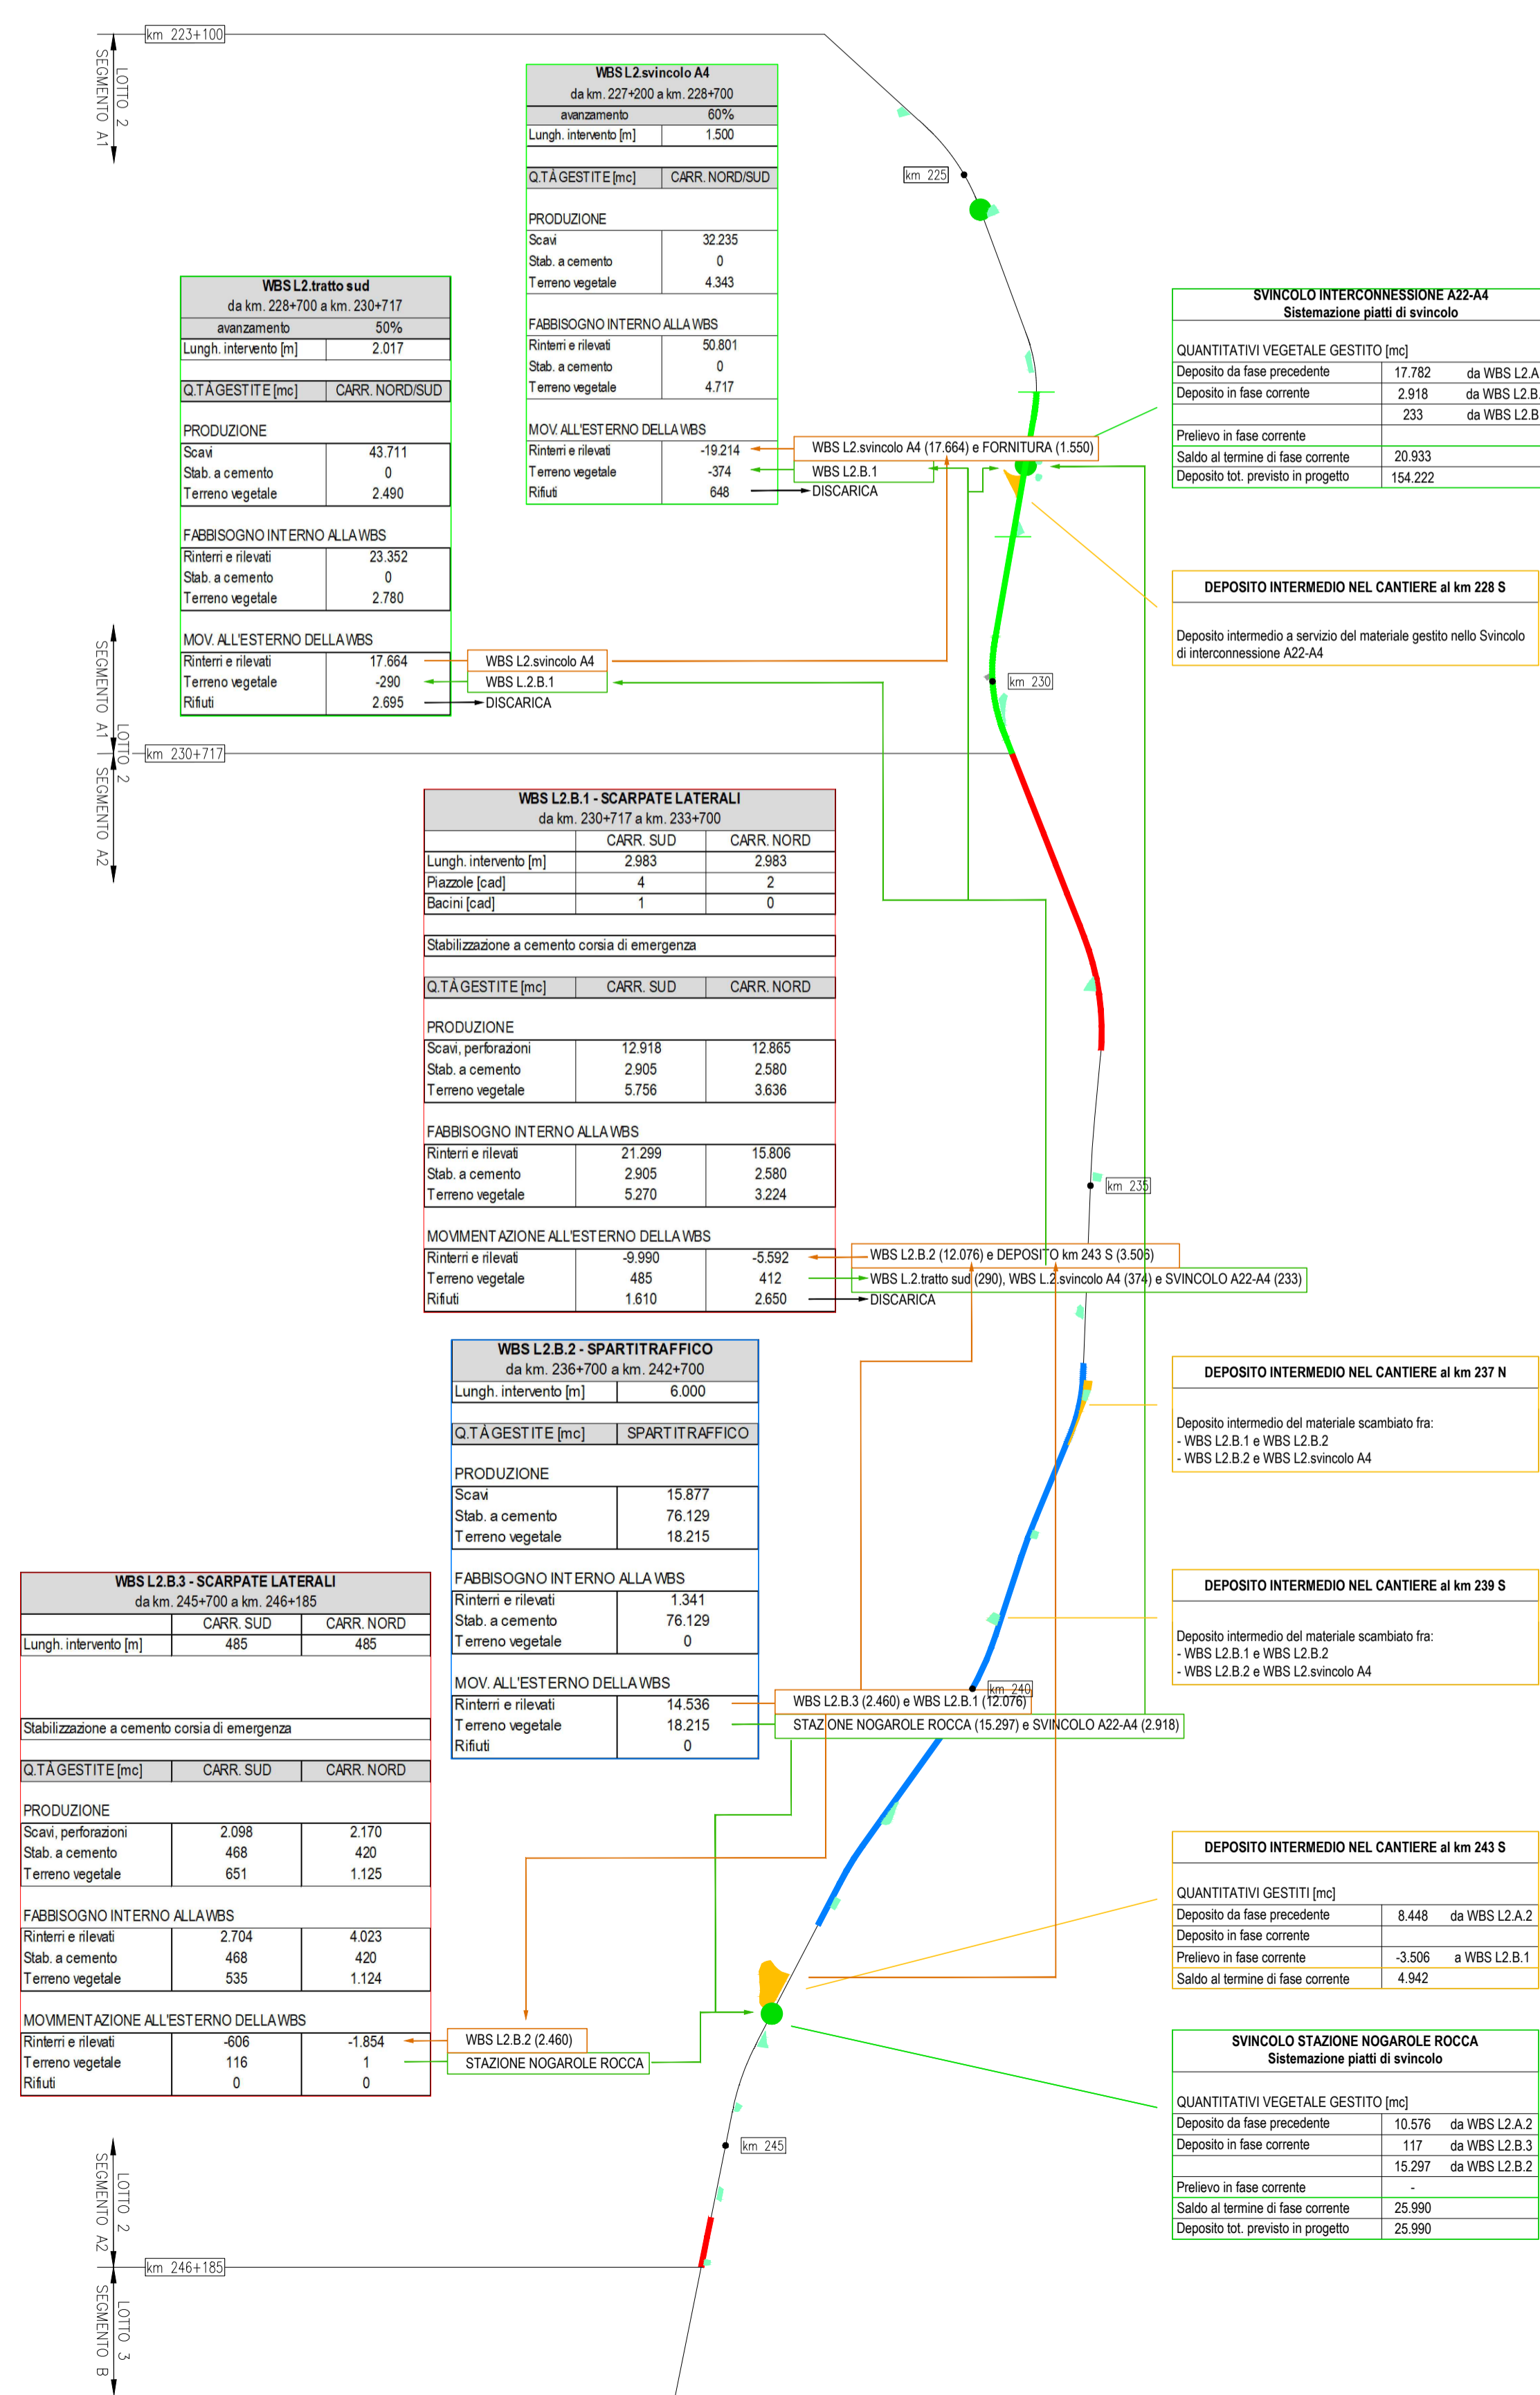 km 223+100
LOTTO 2
SEGMENTO A1
WBS L2.svincolo A4
da km. 227+200 a km. 228+700
avanzamento 60%
Lungh. intervento [m] 1.500
Q.TÀ GESTITE [mc] CARR. NORD/SUD
PRODUZIONE
Scavi 32.235
Stab. a cemento 0
Terreno vegetale 4.343
FABBISOGNO INTERNO ALLA WBS
Rinterri e rilevati 50.801
Stab. a cemento 0
Terreno vegetale 4.717
MOV. ALL'ESTERNO DELLA WBS
Rinterri e rilevati -19.214 WBS L2.svincolo A4 (17.664) e FORNITURA (1.550)
Terreno vegetale -374 WBS L2.B.1
Rifiuti 648 DISCARICA
km 225
WBS L2.tratto sud
da km. 228+700 a km. 230+717
avanzamento 50%
Lungh. intervento [m] 2.017
Q.TÀ GESTITE [mc] CARR. NORD/SUD
PRODUZIONE
Scavi 43.711
Stab. a cemento 0
Terreno vegetale 2.490
FABBISOGNO INTERNO ALLA WBS
Rinterri e rilevati 23.352
Stab. a cemento 0
Terreno vegetale 2.780
MOV. ALL'ESTERNO DELLA WBS
Rinterri e rilevati 17.664 WBS L2.svincolo A4
Terreno vegetale -290 WBS L.2.B.1
Rifiuti 2.695 DISCARICA
SVINCOLO INTERCONNESSIONE A22-A4
Sistemazione piatti di svincolo
QUANTITATIVI VEGETALE GESTITO [mc]
Deposito da fase precedente 17.782 da WBS L2.A
Deposito in fase corrente 2.918 da WBS L2.B.
233 da WBS L2.B
Prelievo in fase corrente
Saldo al termine di fase corrente 20.933
Deposito tot. previsto in progetto 154.222
DEPOSITO INTERMEDIO NEL CANTIERE al km 228 S
Deposito intermedio a servizio del materiale gestito nello Svincolo
di interconnessione A22-A4
km 230
SEGMENTO A1
LOTTO 2
SEGMENTO A2
km 230+717
WBS L2.B.1 - SCARPATE LATERALI
da km. 230+717 a km. 233+700
CARR. SUD CARR. NORD
Lungh. intervento [m] 2.983 2.983
Piazzole [cad] 4 2
Bacini [cad] 1 0
Stabilizzazione a cemento corsia di emergenza
Q.TÀ GESTITE [mc] CARR. SUD CARR. NORD
PRODUZIONE
Scavi, perforazioni 12.918 12.865
Stab. a cemento 2.905 2.580
Terreno vegetale 5.756 3.636
FABBISOGNO INTERNO ALLA WBS
Rinterri e rilevati 21.299 15.806
Stab. a cemento 2.905 2.580
Terreno vegetale 5.270 3.224
MOVIMENTAZIONE ALL'ESTERNO DELLA WBS
Rinterri e rilevati -9.990 -5.592 WBS L2.B.2 (12.076) e DEPOSITO km 243 S (3.506)
Terreno vegetale 485 412 WBS L.2.tratto sud (290), WBS L.2.svincolo A4 (374) e SVINCOLO A22-A4 (233)
Rifiuti 1.610 2.650 DISCARICA
km 235
WBS L2.B.2 - SPARTITRAFFICO
da km. 236+700 a km. 242+700
Lungh. intervento [m] 6.000
Q.TÀ GESTITE [mc] SPARTITRAFFICO
PRODUZIONE
Scavi 15.877
Stab. a cemento 76.129
Terreno vegetale 18.215
FABBISOGNO INTERNO ALLA WBS
Rinterri e rilevati 1.341
Stab. a cemento 76.129
Terreno vegetale 0
MOV. ALL'ESTERNO DELLA WBS
Rinterri e rilevati 14.536 WBS L2.B.3 (2.460) e WBS L2.B.1 (12.076)
Terreno vegetale 18.215 STAZIONE NOGAROLE ROCCA (15.297) e SVINCOLO A22-A4 (2.918)
Rifiuti 0
km 240
DEPOSITO INTERMEDIO NEL CANTIERE al km 237 N
Deposito intermedio del materiale scambiato fra:
- WBS L2.B.1 e WBS L2.B.2
- WBS L2.B.2 e WBS L2.svincolo A4
DEPOSITO INTERMEDIO NEL CANTIERE al km 239 S
Deposito intermedio del materiale scambiato fra:
- WBS L2.B.1 e WBS L2.B.2
- WBS L2.B.2 e WBS L2.svincolo A4
WBS L2.B.3 - SCARPATE LATERALI
da km. 245+700 a km. 246+185
CARR. SUD CARR. NORD
Lungh. intervento [m] 485 485
Stabilizzazione a cemento corsia di emergenza
Q.TÀ GESTITE [mc] CARR. SUD CARR. NORD
PRODUZIONE
Scavi, perforazioni 2.098 2.170
Stab. a cemento 468 420
Terreno vegetale 651 1.125
FABBISOGNO INTERNO ALLA WBS
Rinterri e rilevati 2.704 4.023
Stab. a cemento 468 420
Terreno vegetale 535 1.124
MOVIMENTAZIONE ALL'ESTERNO DELLA WBS
Rinterri e rilevati -606 -1.854 WBS L2.B.2 (2.460)
Terreno vegetale 116 1 STAZIONE NOGAROLE ROCCA
Rifiuti 0 0
DEPOSITO INTERMEDIO NEL CANTIERE al km 243 S
QUANTITATIVI GESTITI [mc]
Deposito da fase precedente 8.448 da WBS L2.A.2
Deposito in fase corrente
Prelievo in fase corrente -3.506 a WBS L2.B.1
Saldo al termine di fase corrente 4.942
SVINCOLO STAZIONE NOGAROLE ROCCA
Sistemazione piatti di svincolo
QUANTITATIVI VEGETALE GESTITO [mc]
Deposito da fase precedente 10.576 da WBS L2.A.2
Deposito in fase corrente 117 da WBS L2.B.3
15.297 da WBS L2.B.2
Prelievo in fase corrente -
Saldo al termine di fase corrente 25.990
Deposito tot. previsto in progetto 25.990
km 245
LOTTO 2
SEGMENTO A2
km 246+185
LOTTO 3
SEGMENTO B